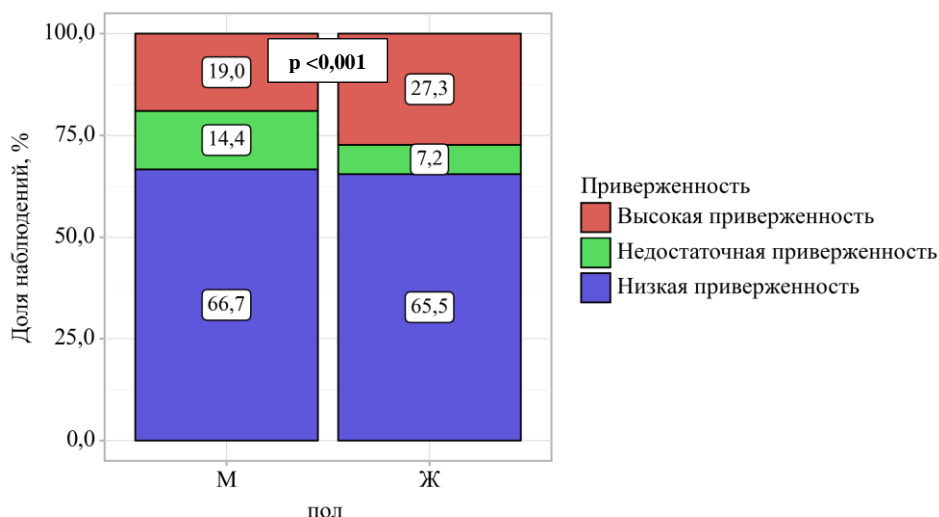 Доля наблюдений, %
100,0
75,0
50,0
25,0
0,0
p <0,001
19,0
14,4
66,7
27,3
7,2
65,5
М
Ж
пол
Приверженность
Высокая приверженность
Недостаточная приверженность
Низкая приверженность